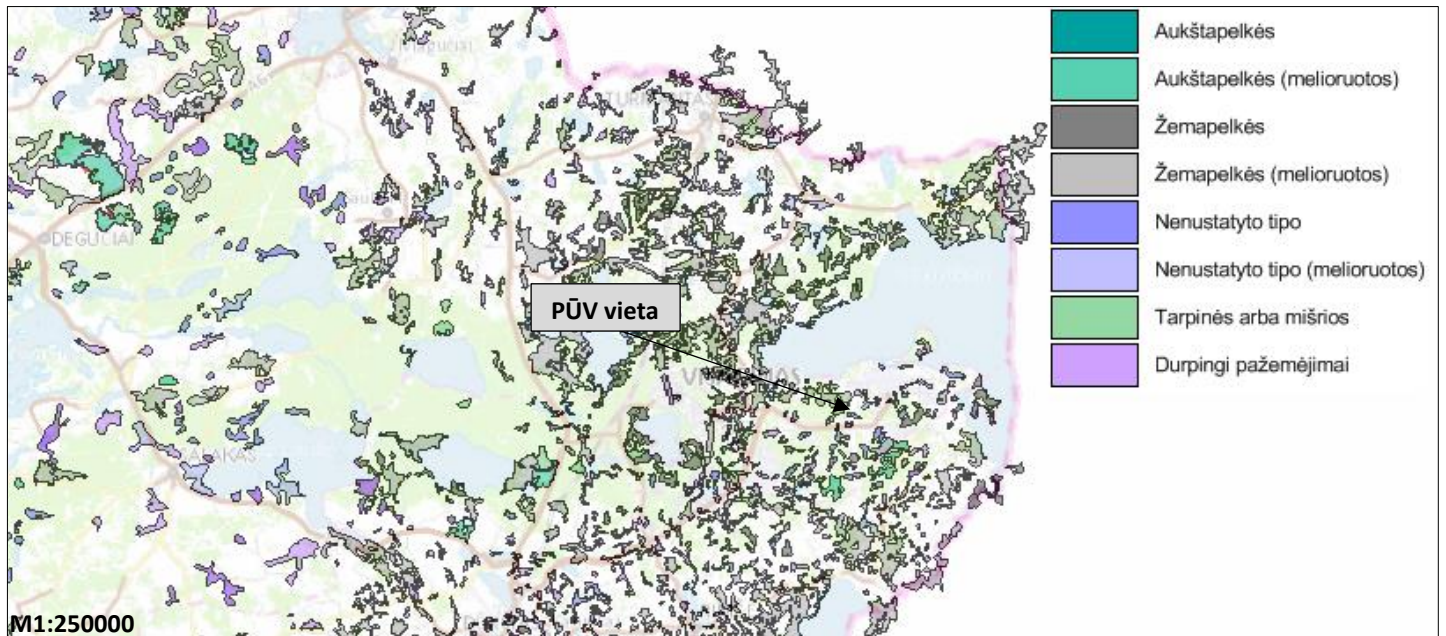 Aukštapelkės
Aukštapelkės (melioruotos)
Žemapelkės
Žemapelkės (melioruotos)
Nenustatyto tipo
Nenustatyto tipo (melioruotos)
Tarpinės arba mišrios
Durpingi pažemėjimai
DEGUČIAI
PŪV vieta
M1:250000